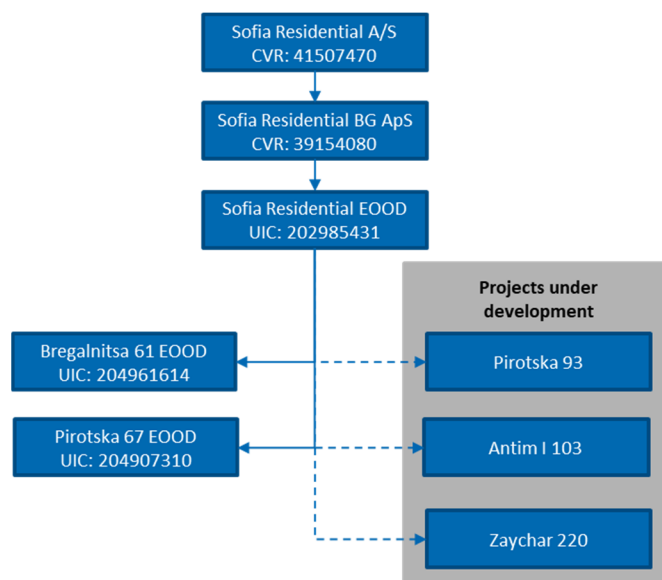 Sofia Residential A/S
CVR: 41507470
Sofia Residential BG ApS
CVR: 39154080
Sofia Residential EOOD
UIC: 202985431
Projects under
development
Bregalnitsa 61 EOOD
UIC: 204961614
Pirotska 93
Pirotska 67 EOOD
UIC: 204907310
Antim I 103
Zaychar 220